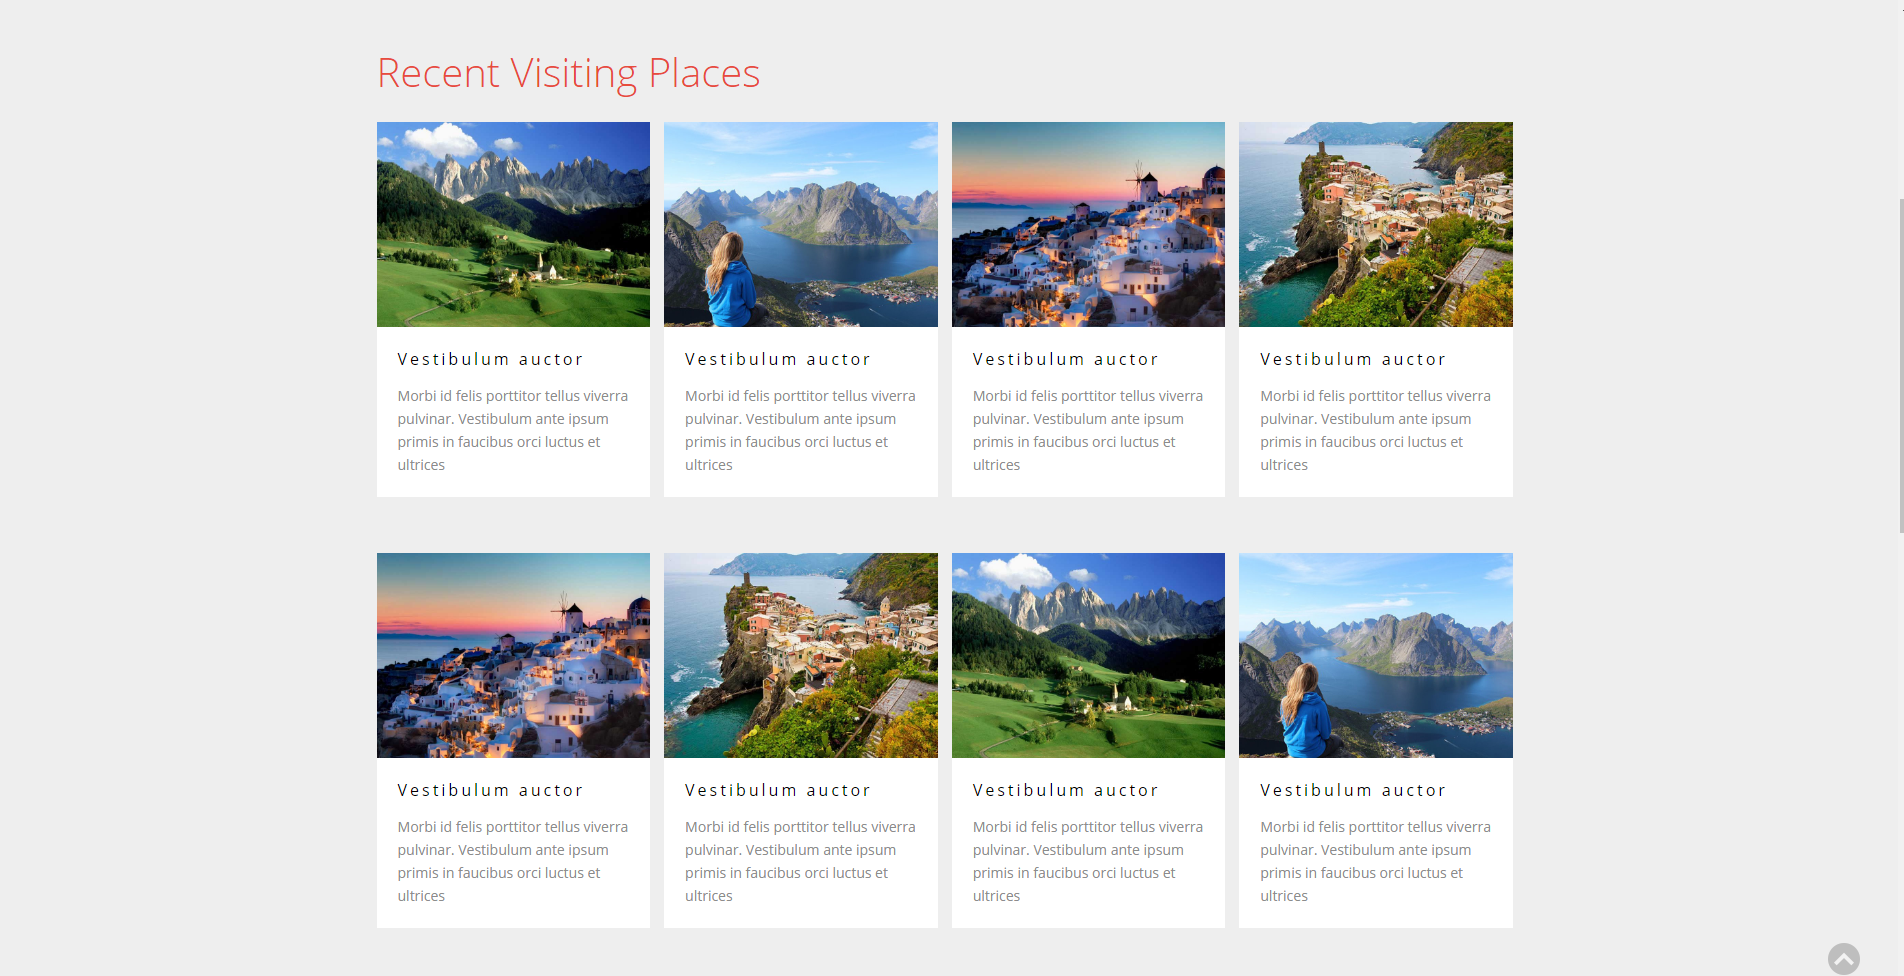 Recent Visiting Places
Vestibulum auctor
Morbi id felis porttitor tellus viverra
pulvinar. Vestibulum ante ipsum
primis in faucibus orci luctus et
ultrices
Vestibulum auctor
Morbi id felis porttitor tellus viverra
pulvinar. Vestibulum ante ipsum
primis in faucibus orci luctus et
ultrices
Vestibulum auctor
Morbi id felis porttitor tellus viverra
pulvinar. Vestibulum ante ipsum
primis in faucibus orci luctus et
ultrices
Vestibulum auctor
Morbi id felis porttitor tellus viverra
pulvinar. Vestibulum ante ipsum
primis in faucibus orci luctus et
ultrices
Vestibulum auctor
Morbi id felis porttitor tellus viverra
pulvinar. Vestibulum ante ipsum
primis in faucibus orci luctus et
ultrices
Vestibulum auctor
Morbi id felis porttitor tellus viverra
pulvinar. Vestibulum ante ipsum
primis in faucibus orci luctus et
ultrices
Vestibulum auctor
Morbi id felis porttitor tellus viverra
pulvinar. Vestibulum ante ipsum
primis in faucibus orci luctus et
ultrices
Vestibulum auctor
Morbi id felis porttitor tellus viverra
pulvinar. Vestibulum ante ipsum
primis in faucibus orci luctus et
ultrices